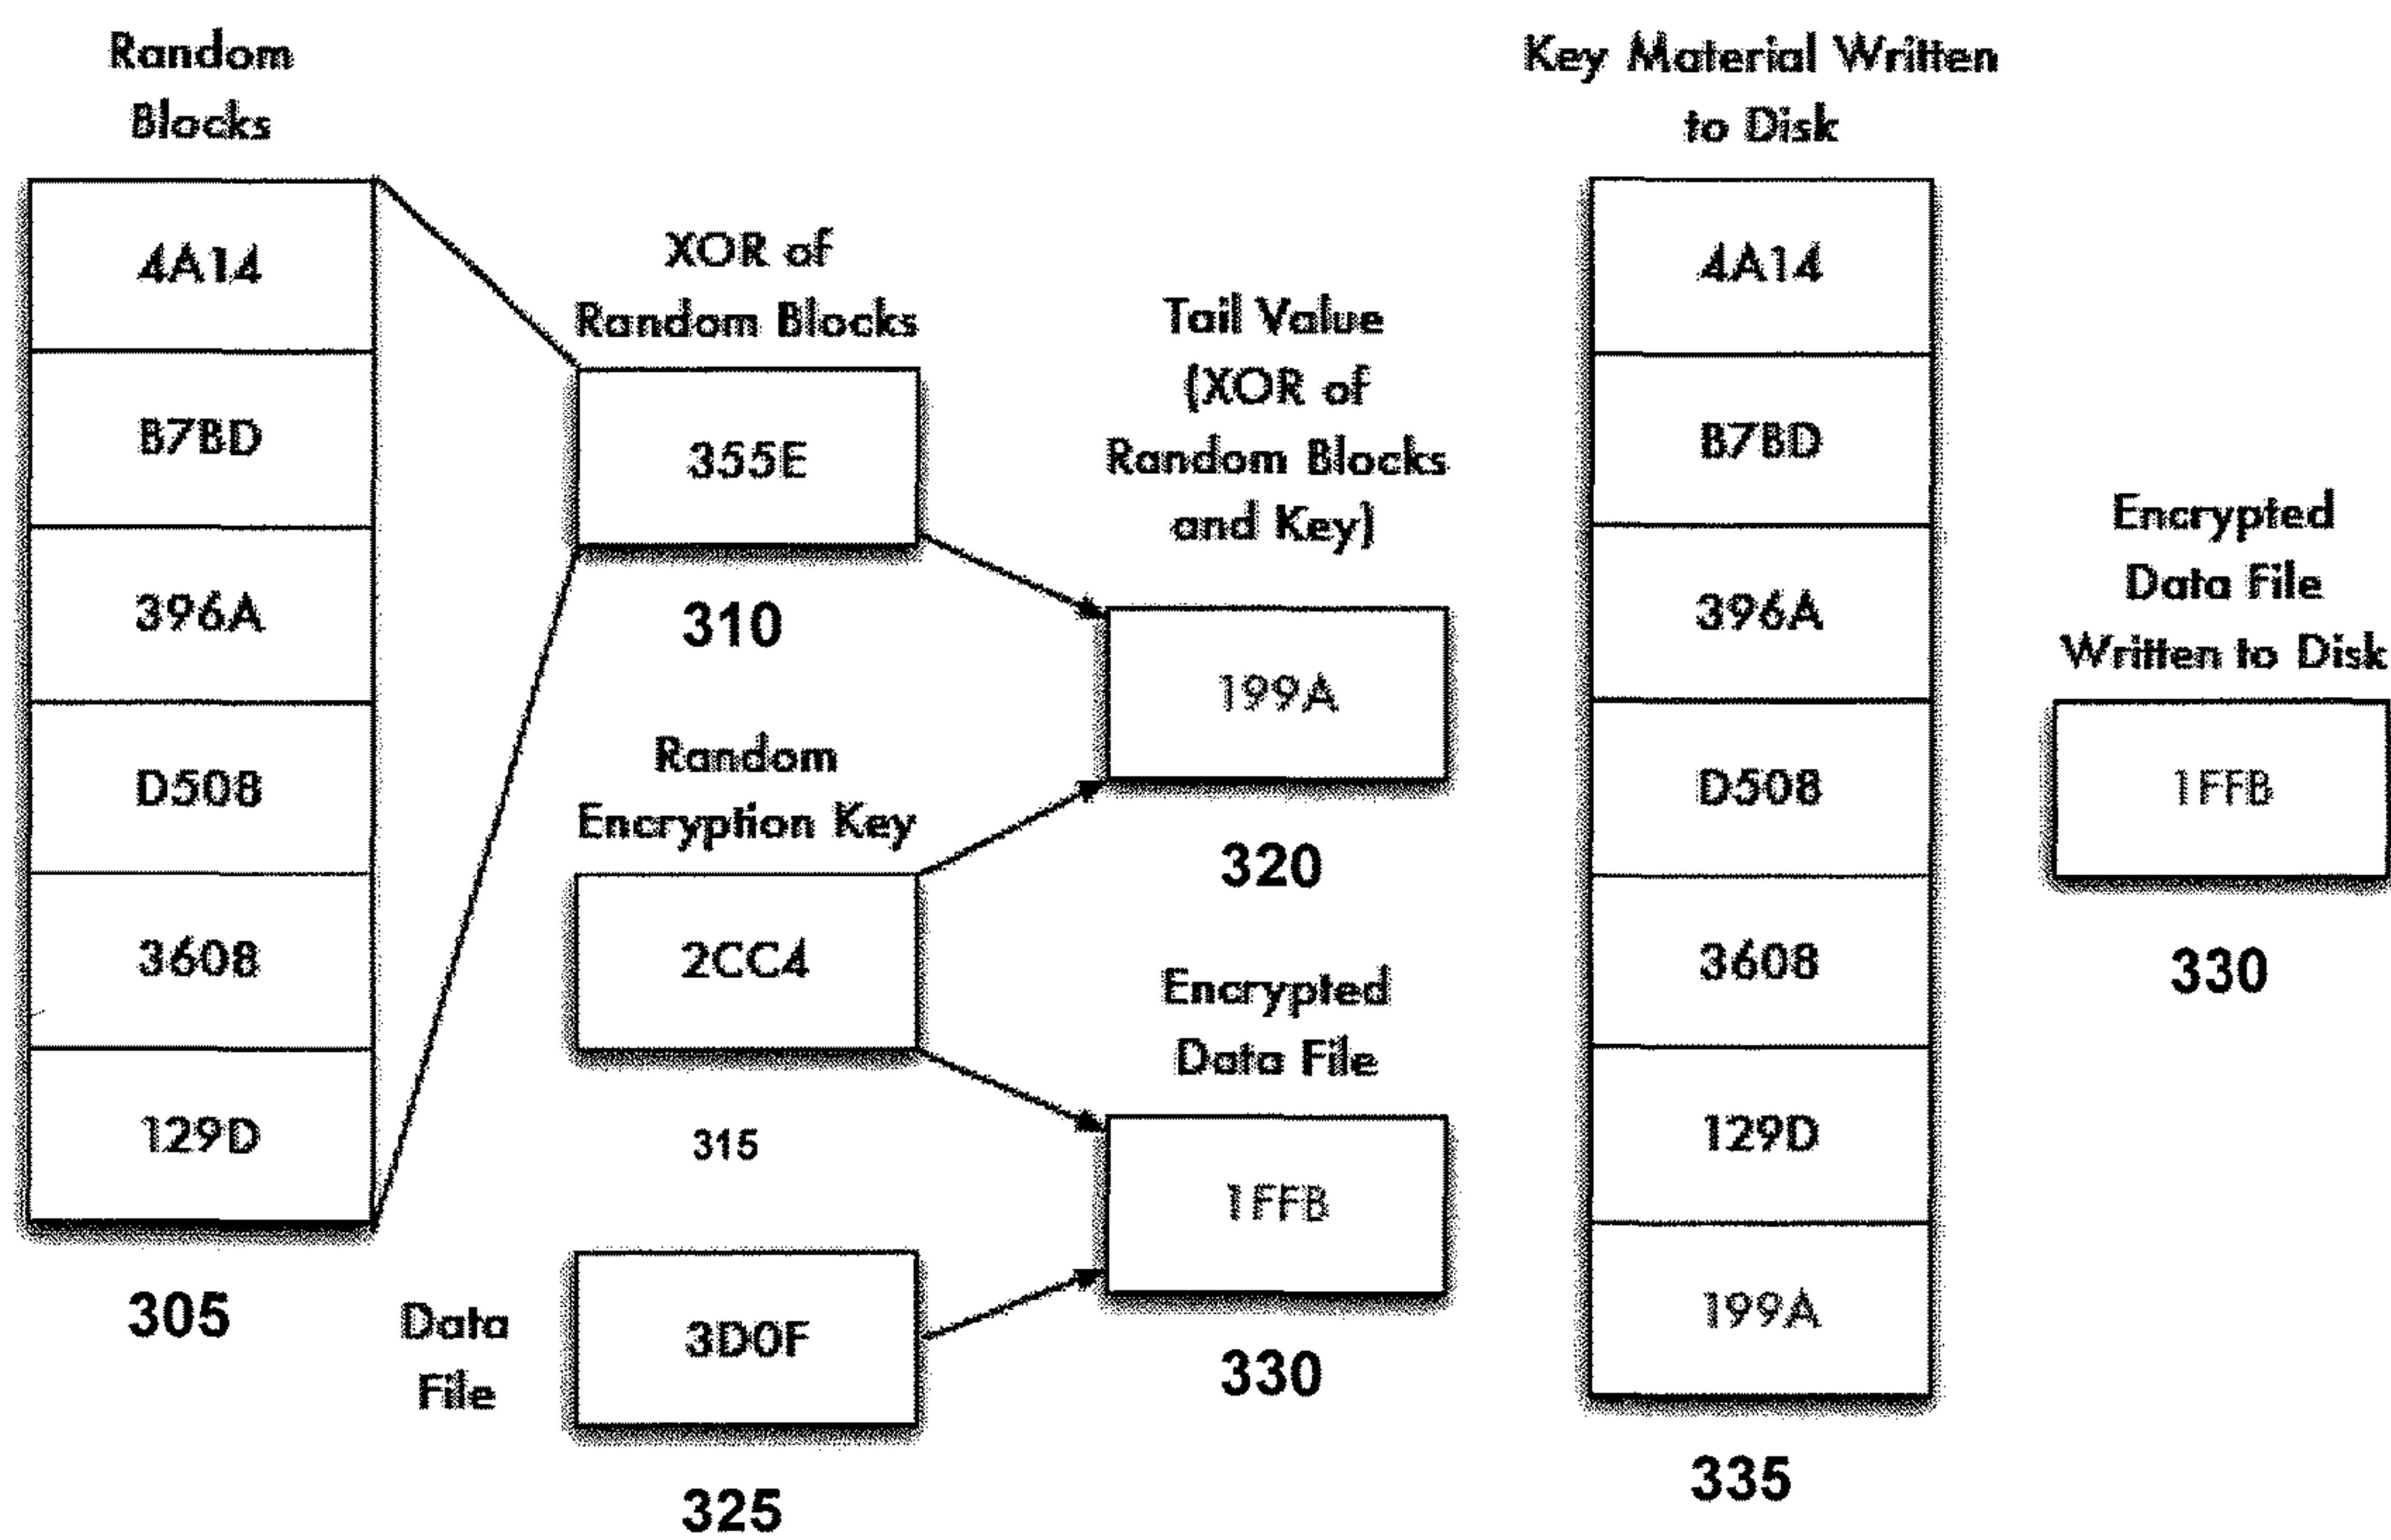 Random
Blocks
4A14
B7BD
396A
D508
3608
129D
305
XOR of
Random Blocks
355E
310
Random
Encryption Key
2CC4
315
Data
File
3D0F
325
Tail Value
(XOR of
Random Blocks
and Key)
199A
320
Encrypted
Data File
1FFB
330
Key Material Written
to Disk
4A14
B7BD
396A
D508
3608
129D
199A
335
Encrypted
Data File
Written to Disk
1FFB
330